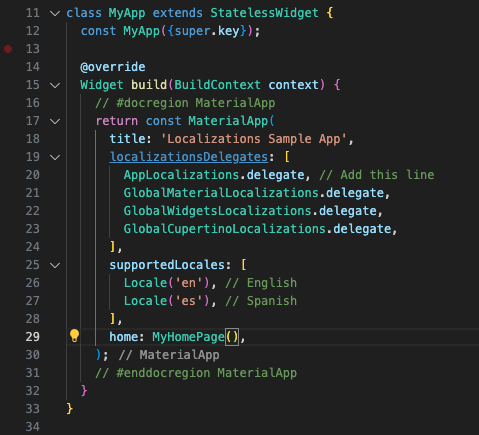 11 class MyApp extends StatelessWidget {
12 const MyApp({super.key});
13
14 @override
15 Widget build(BuildContext context) {
16 // #docregion MaterialApp
17 return const MaterialApp(
18 title: 'Localizations Sample App',
19 localizationsDelegates: [
20 AppLocalizations.delegate, // Add this line
21 GlobalMaterialLocalizations.delegate,
22 GlobalWidgetsLocalizations.delegate,
23 GlobalCupertinoLocalizations.delegate,
24 ],
25 supportedLocales: [
26 Locale('en'), // English
27 Locale('es'), // Spanish
28 ],
29 home: MyHomePage(),
30 ); // MaterialApp
31 // #enddocregion MaterialApp
32 }
33 }
34